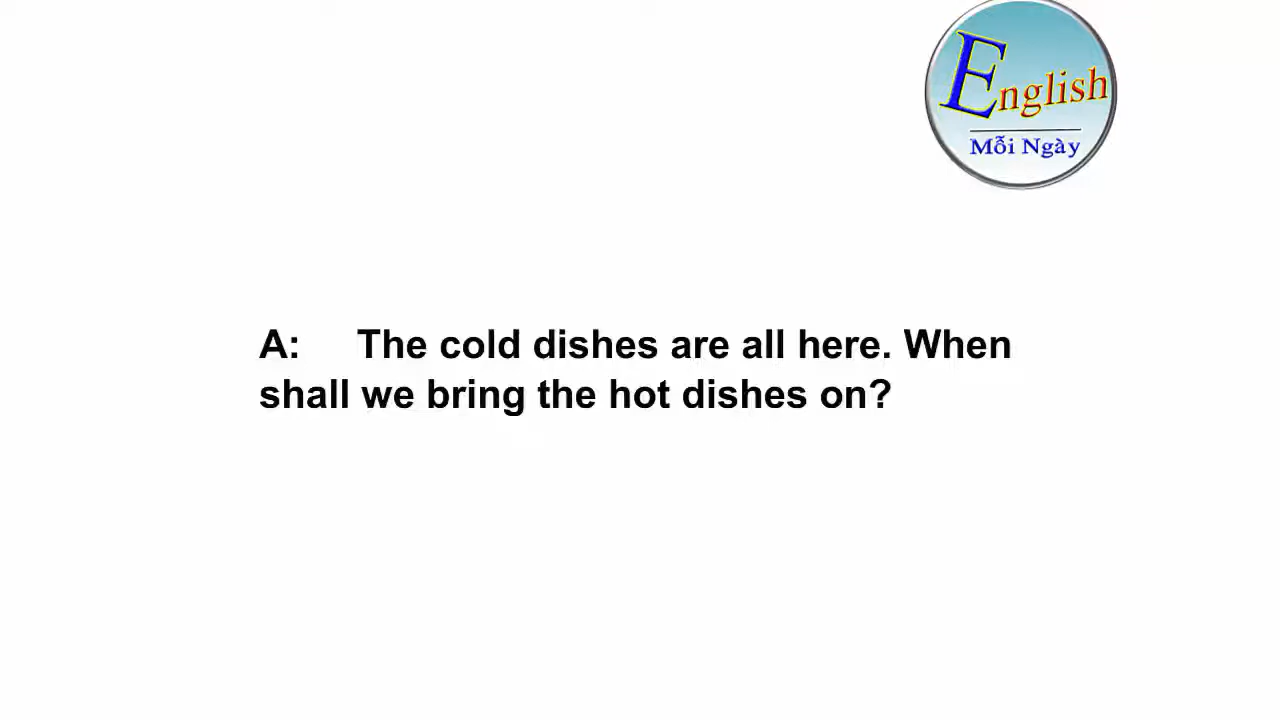 English
Mỗi Ngày
A: The cold dishes are all here. When
shall we bring the hot dishes on?